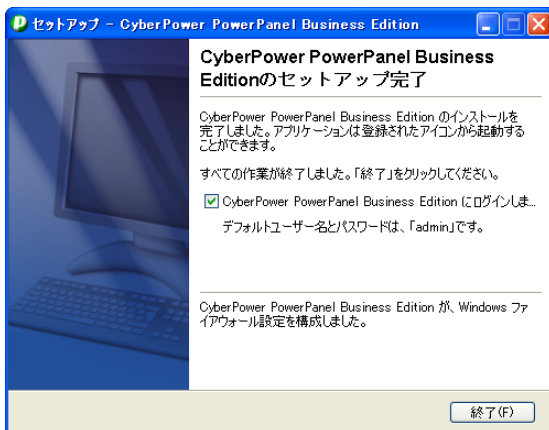 セットアップ - CyberPower PowerPanel Business Edition
CyberPower PowerPanel Business
Editionのセットアップ完了
CyberPower PowerPanel Business Edition のインストールを
完了しました。アプリケーションは登録されたアイコンから起動する
ことができます。
すべての作業が終了しました。「終了」をクリックしてください。
CyberPower PowerPanel Business Edition にログインしま...
デフォルトユーザー名とパスワードは、「admin」です。
CyberPower PowerPanel Business Edition が、Windows ファ
イアウォール設定を構成しました。
終了(F)